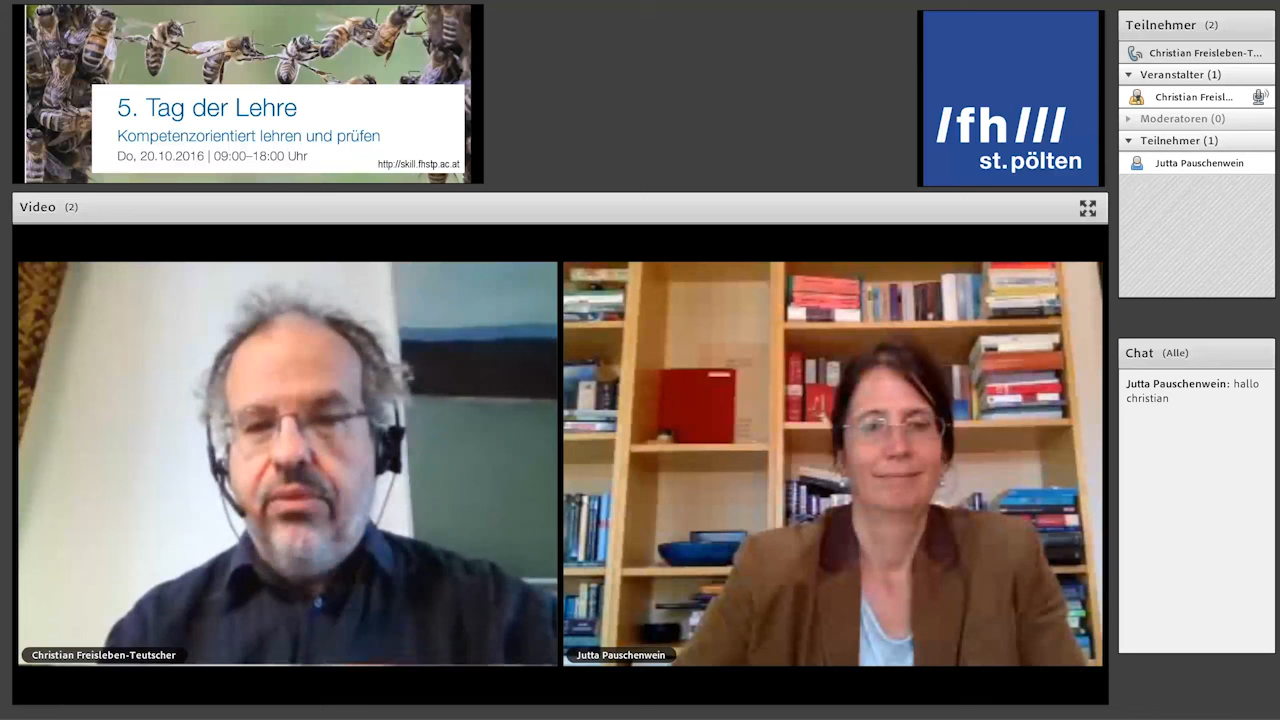 5. Tag der Lehre
Kompetenzorientiert lehren und prüfen
Do, 20.10.2016 | 09:00–18:00 Uhr
http://skill.fhstp.ac.at
/fh///
st.pölten
Teilnehmer (2)
Christian Freisleben-T...
Veranstalter (1)
Christian Freisl...
Moderatoren (0)
Teilnehmer (1)
Jutta Pauschenwein
Video (2)
Christian Freisleben-Teutscher
Jutta Pauschenwein
Chat (Alle)
Jutta Pauschenwein: hallo
christian